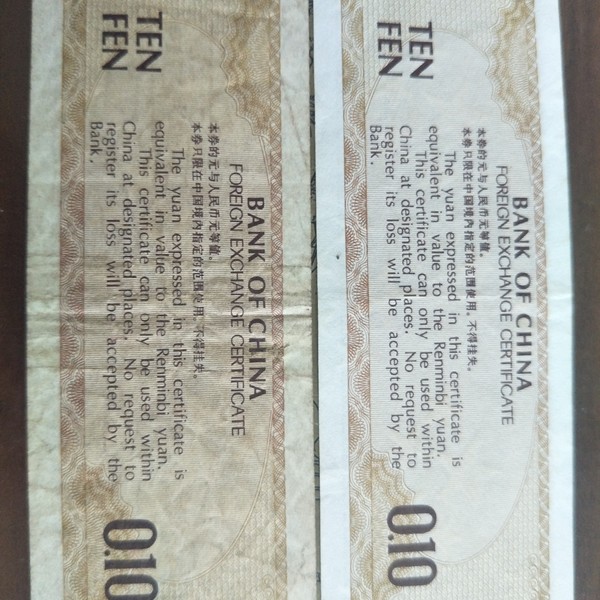 BANK OF CHINA
FOREIGN EXCHANGE CERTIFICATE
本券的元与人民币元等值。
本券只限在中国境内指定的范围使用，不得挂失。
The yuan expressed in this certificate is
equivalent in value to the Renminbi yuan.
This certificate can only be used within
China at designated places. No request to
register its loss will be accepted by the
Bank.
TEN
FEN
0.10
BANK OF CHINA
FOREIGN EXCHANGE CERTIFICATE
本券的元与人民币元等值。
本券只限在中国境内指定的范围使用，不得挂失。
The yuan expressed in this certificate is
equivalent in value to the Renminbi yuan.
This certificate can only be used within
China at designated places. No request to
register its loss will be accepted by the
Bank.
TEN
FEN
0.10